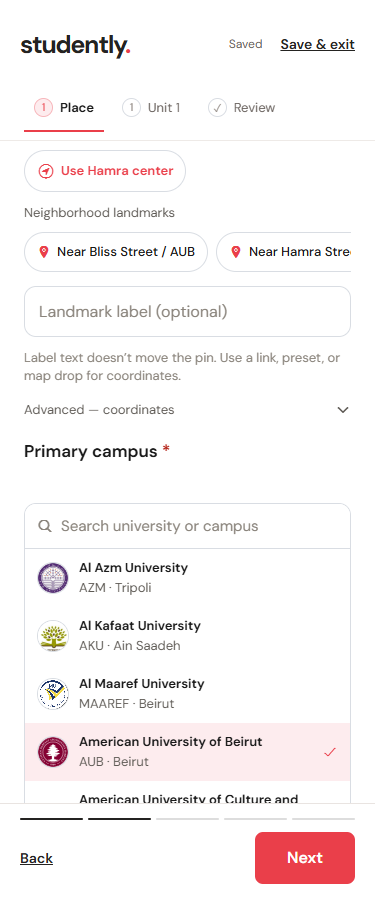 studently.
Saved
Save & exit
1 Place
1 Unit 1
✓ Review
Use Hamra center
Neighborhood landmarks
Near Bliss Street / AUB
Near Hamra Stre
Landmark label (optional)
Label text doesn't move the pin. Use a link, preset, or
map drop for coordinates.
Advanced — coordinates
Primary campus *
Search university or campus
Al Azm University
AZM · Tripoli
Al Kafaat University
AKU · Ain Saadeh
Al Maaref University
MAAREF · Beirut
American University of Beirut
AUB · Beirut
American University of Culture and
Back
Next